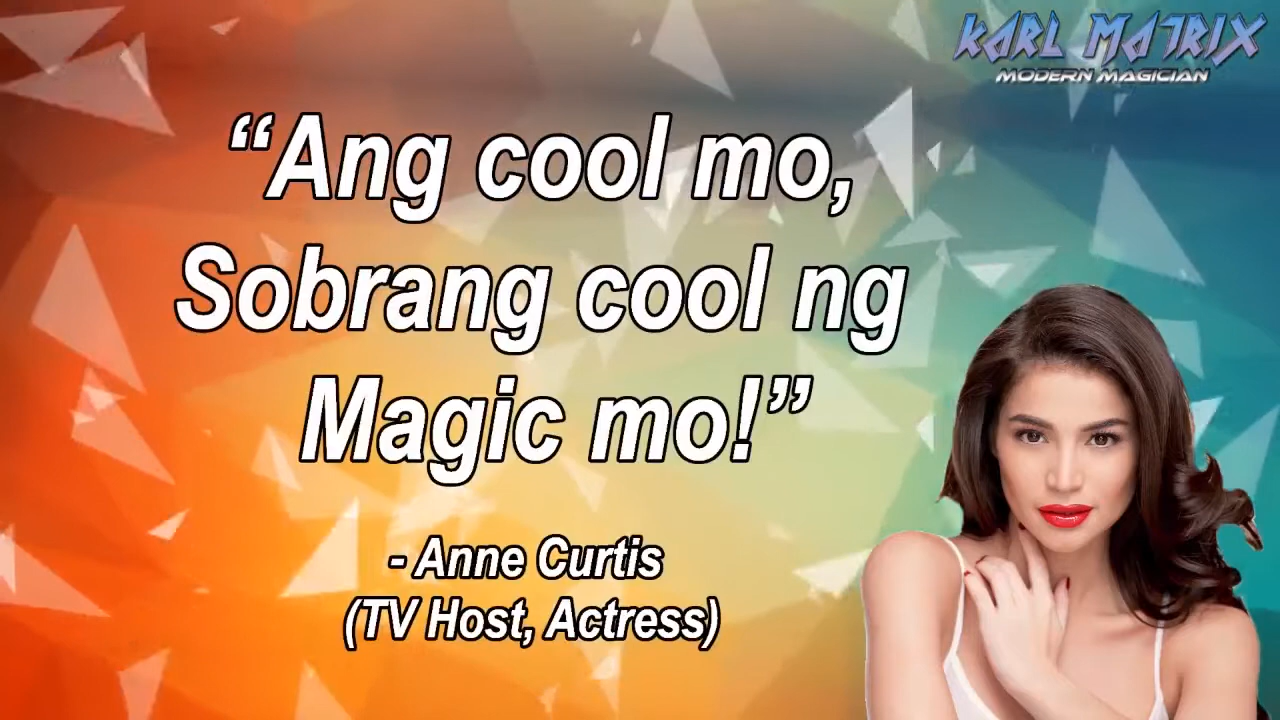 KARL MATRIX
MODERN MAGICIAN
“Ang cool mo,
Sobrang cool ng
Magic mo!”
- Anne Curtis
(TV Host, Actress)